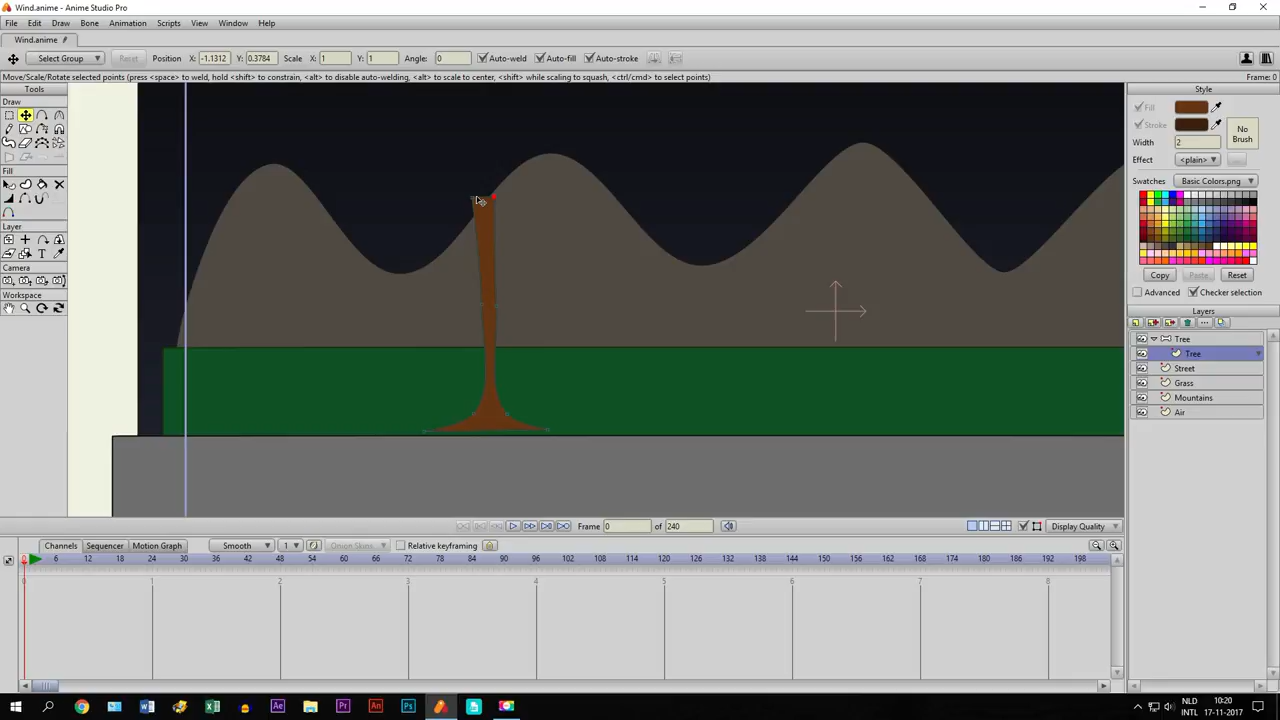 Wind.anime - Anime Studio Pro
File Edit Draw Bone Animation Scripts View Window Help
Wind.anime
Select Group Reset Position X: -1.1312 Y: 0.3784 Scale X: 1 Y: 1 Angle: 0 Auto-weld Auto-fill Auto-stroke
Move/Scale/Rotate selected points (press <space> to weld, hold <shift> to constrain, <alt> to disable auto-welding, <alt> to scale to center, <shift> while scaling to squash, <ctrl/cmd> to select points) Frame: 0
Tools
Draw
Fill
Layer
Camera
Workspace
Style
Fill
Stroke
No Brush
Width 2
Effect <plain> ...
Swatches Basic Colors.png
Copy Paste Reset
Advanced Checker selection
Layers
Tree
Tree
Street
Grass
Mountains
Air
Frame 0 of 240 Display Quality
Channels Sequencer Motion Graph Smooth 1 Onion Skins Relative keyframing
0 6 12 18 24 30 36 42 48 54 60 66 72 78 84 90 96 102 108 114 120 126 132 138 144 150 156 162 168 174 180 186 192 198
0 1 2 3 4 5 6 7 8
NLD 10:20
INTL 17-11-2017